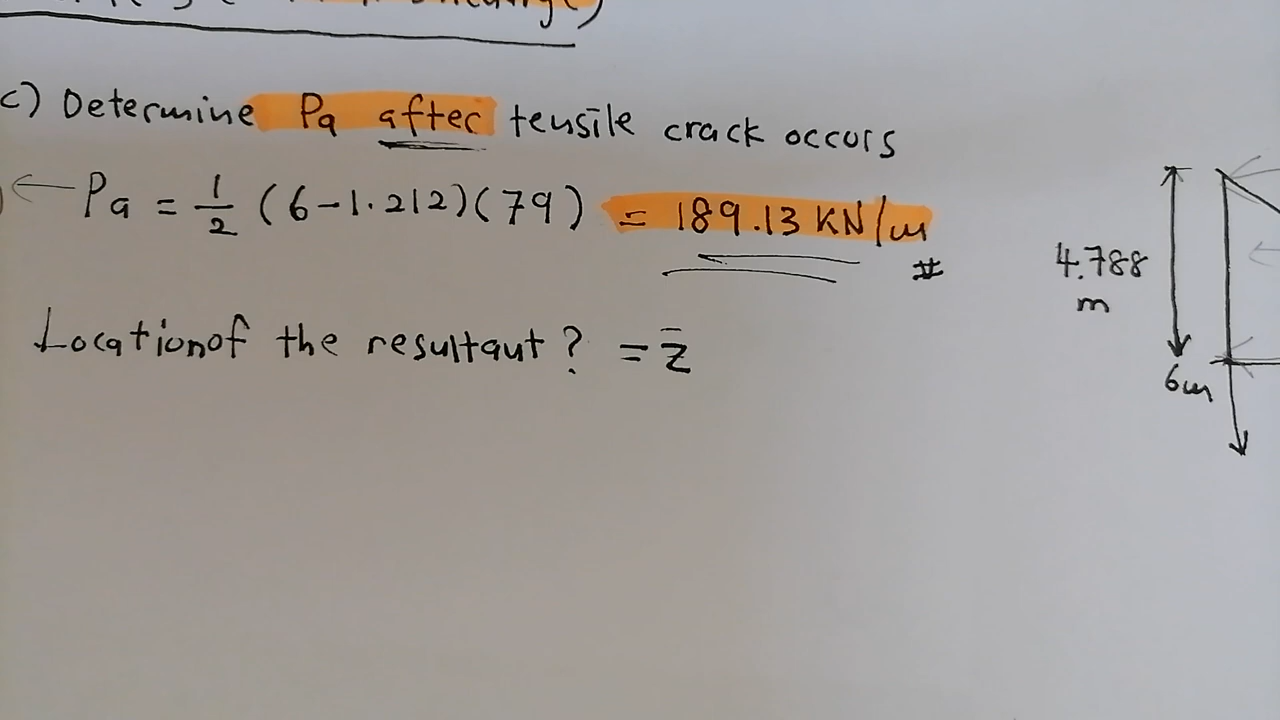 c) Determine Pa after tensile crack occurs
← Pa = 1/2 (6-1.212)(79) = 189.13 KN/m
#
4.788
m
Location of the resultant? = z̄
6m